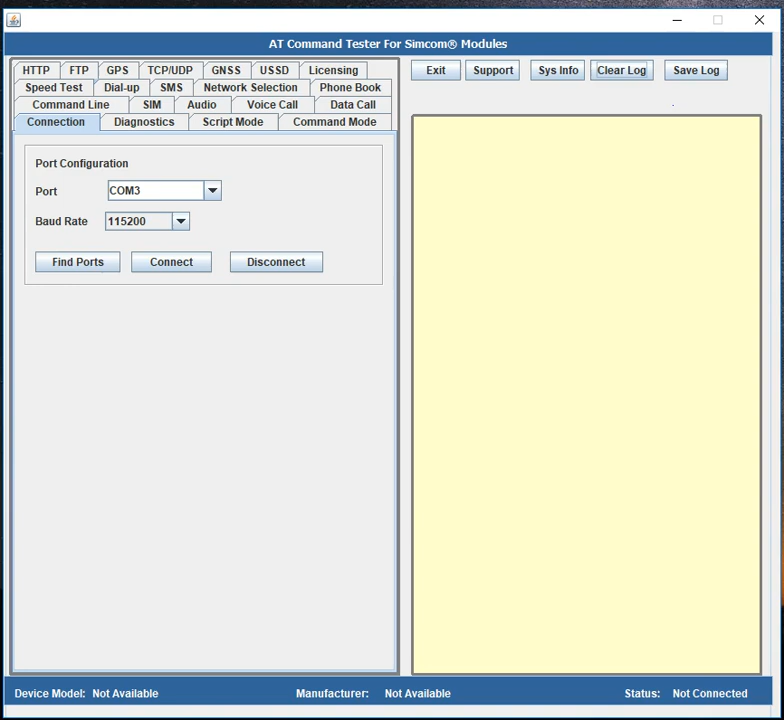 AT Command Tester For Simcom® Modules
HTTP FTP GPS TCP/UDP GNSS USSD Licensing
Speed Test Dial-up SMS Network Selection Phone Book
Command Line SIM Audio Voice Call Data Call
Connection Diagnostics Script Mode Command Mode
Exit Support Sys Info Clear Log Save Log
Port Configuration
Port COM3
Baud Rate 115200
Find Ports Connect Disconnect
Device Model: Not Available Manufacturer: Not Available Status: Not Connected